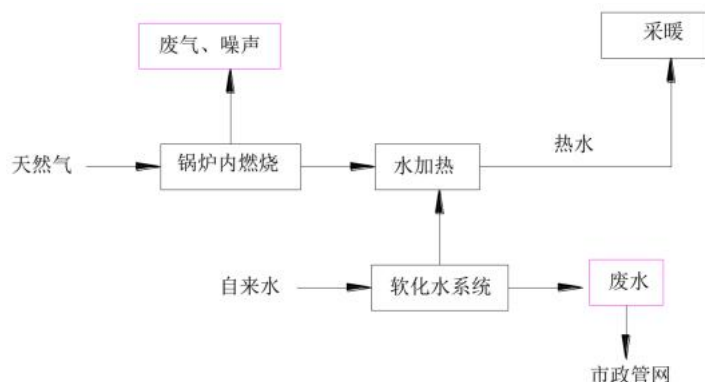 废气、噪声
采暖
天然气
锅炉内燃烧
水加热
热水
自来水
软化水系统
废水
市政管网